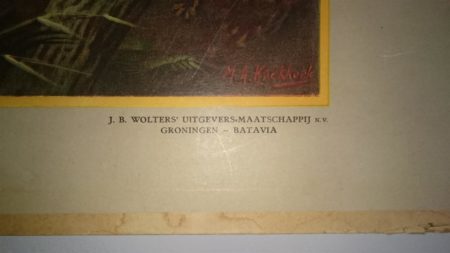 M.A. Koekkoek
J. B. WOLTERS' UITGEVERS-MAATSCHAPPIJ N.V.
GRONINGEN – BATAVIA